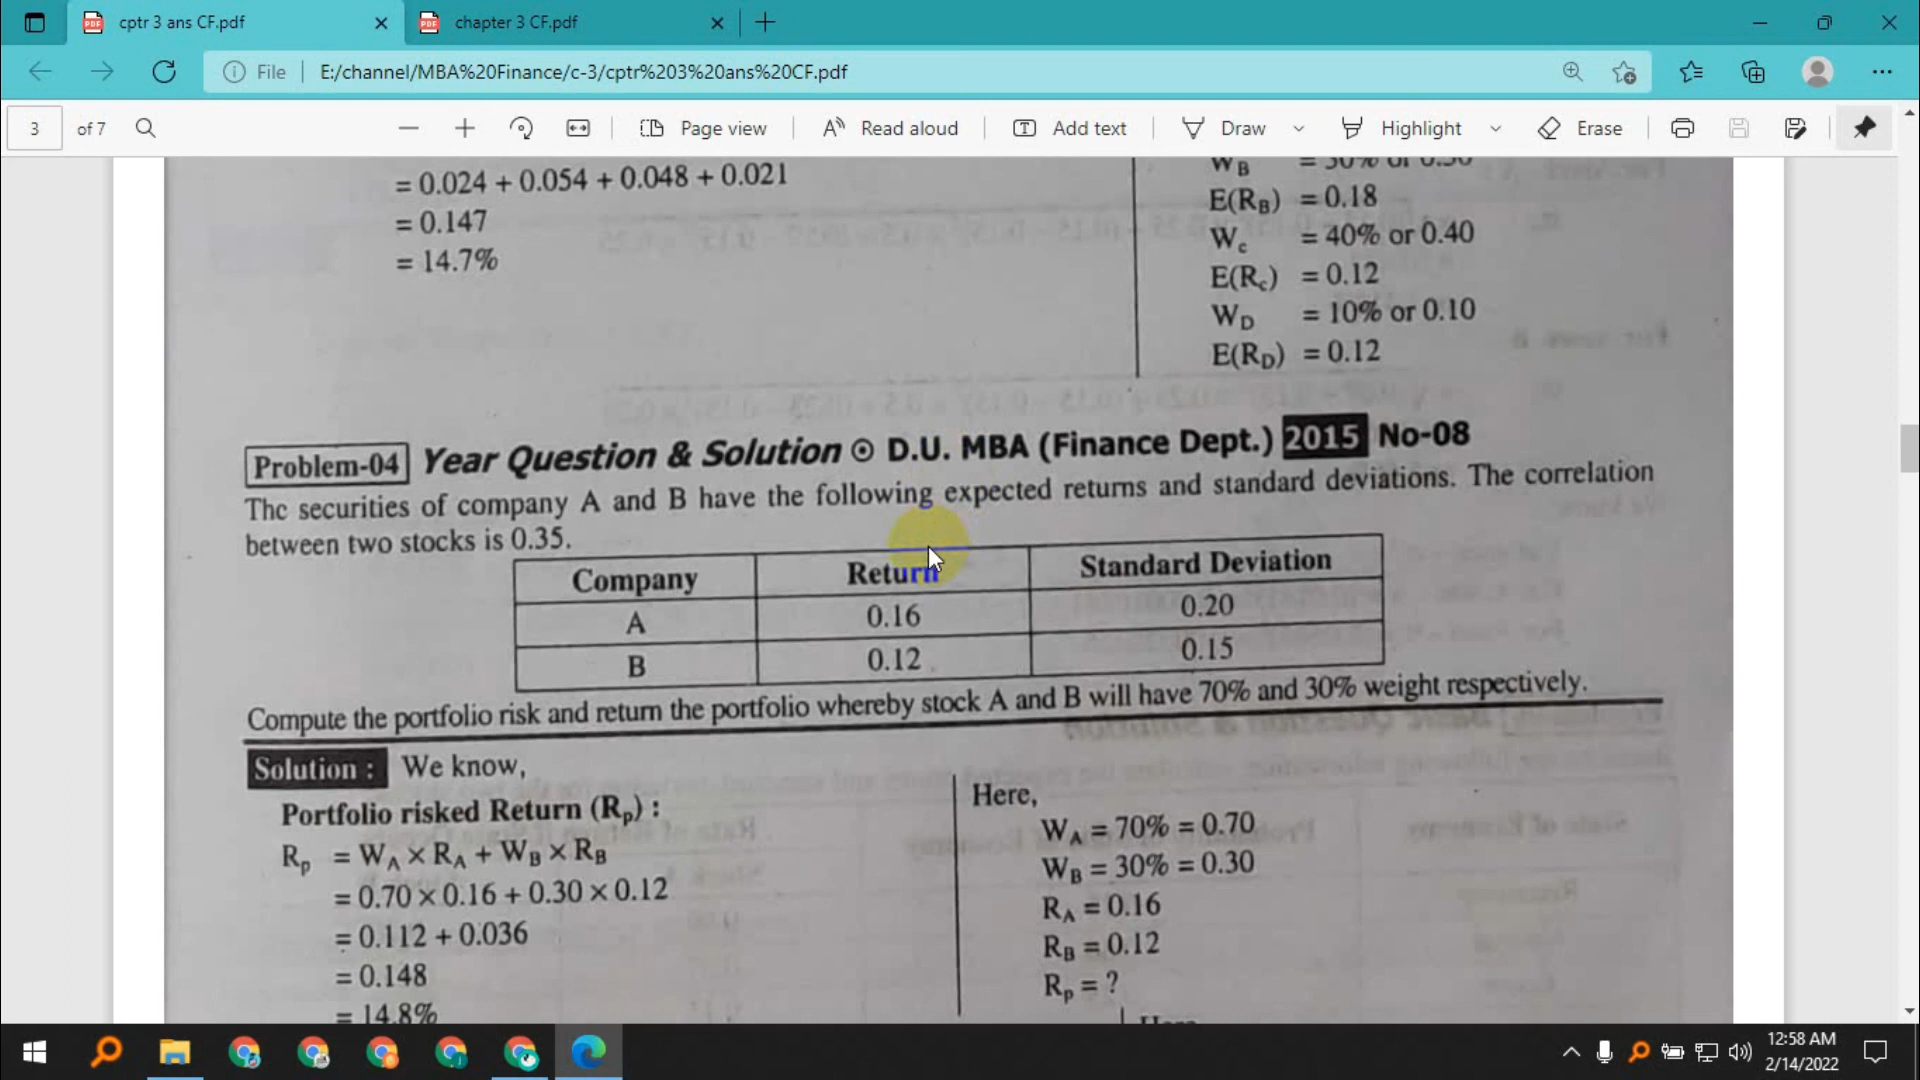 cptr 3 ans CF.pdf
chapter 3 CF.pdf
File
E:/channel/MBA%20Finance/c-3/cptr%203%20ans%20CF.pdf
3 of 7
Page view
Read aloud
Add text
Draw
Highlight
Erase
= 0.024 + 0.054 + 0.048 + 0.021
= 0.147
= 14.7%
W_B = 30% or 0.30
E(R_B) = 0.18
W_c = 40% or 0.40
E(R_c) = 0.12
W_D = 10% or 0.10
E(R_D) = 0.12
Problem-04 Year Question & Solution ⊙ D.U. MBA (Finance Dept.) 2015 No-08
The securities of company A and B have the following expected returns and standard deviations. The correlation
between two stocks is 0.35.
Company Return Standard Deviation
A 0.16 0.20
B 0.12 0.15
Compute the portfolio risk and return the portfolio whereby stock A and B will have 70% and 30% weight respectively.
Solution : We know,
Portfolio risked Return (R_p) :
R_p = W_A × R_A + W_B × R_B
= 0.70 × 0.16 + 0.30 × 0.12
= 0.112 + 0.036
= 0.148
= 14.8%
Here,
W_A = 70% = 0.70
W_B = 30% = 0.30
R_A = 0.16
R_B = 0.12
R_p = ?
Here
12:58 AM
2/14/2022